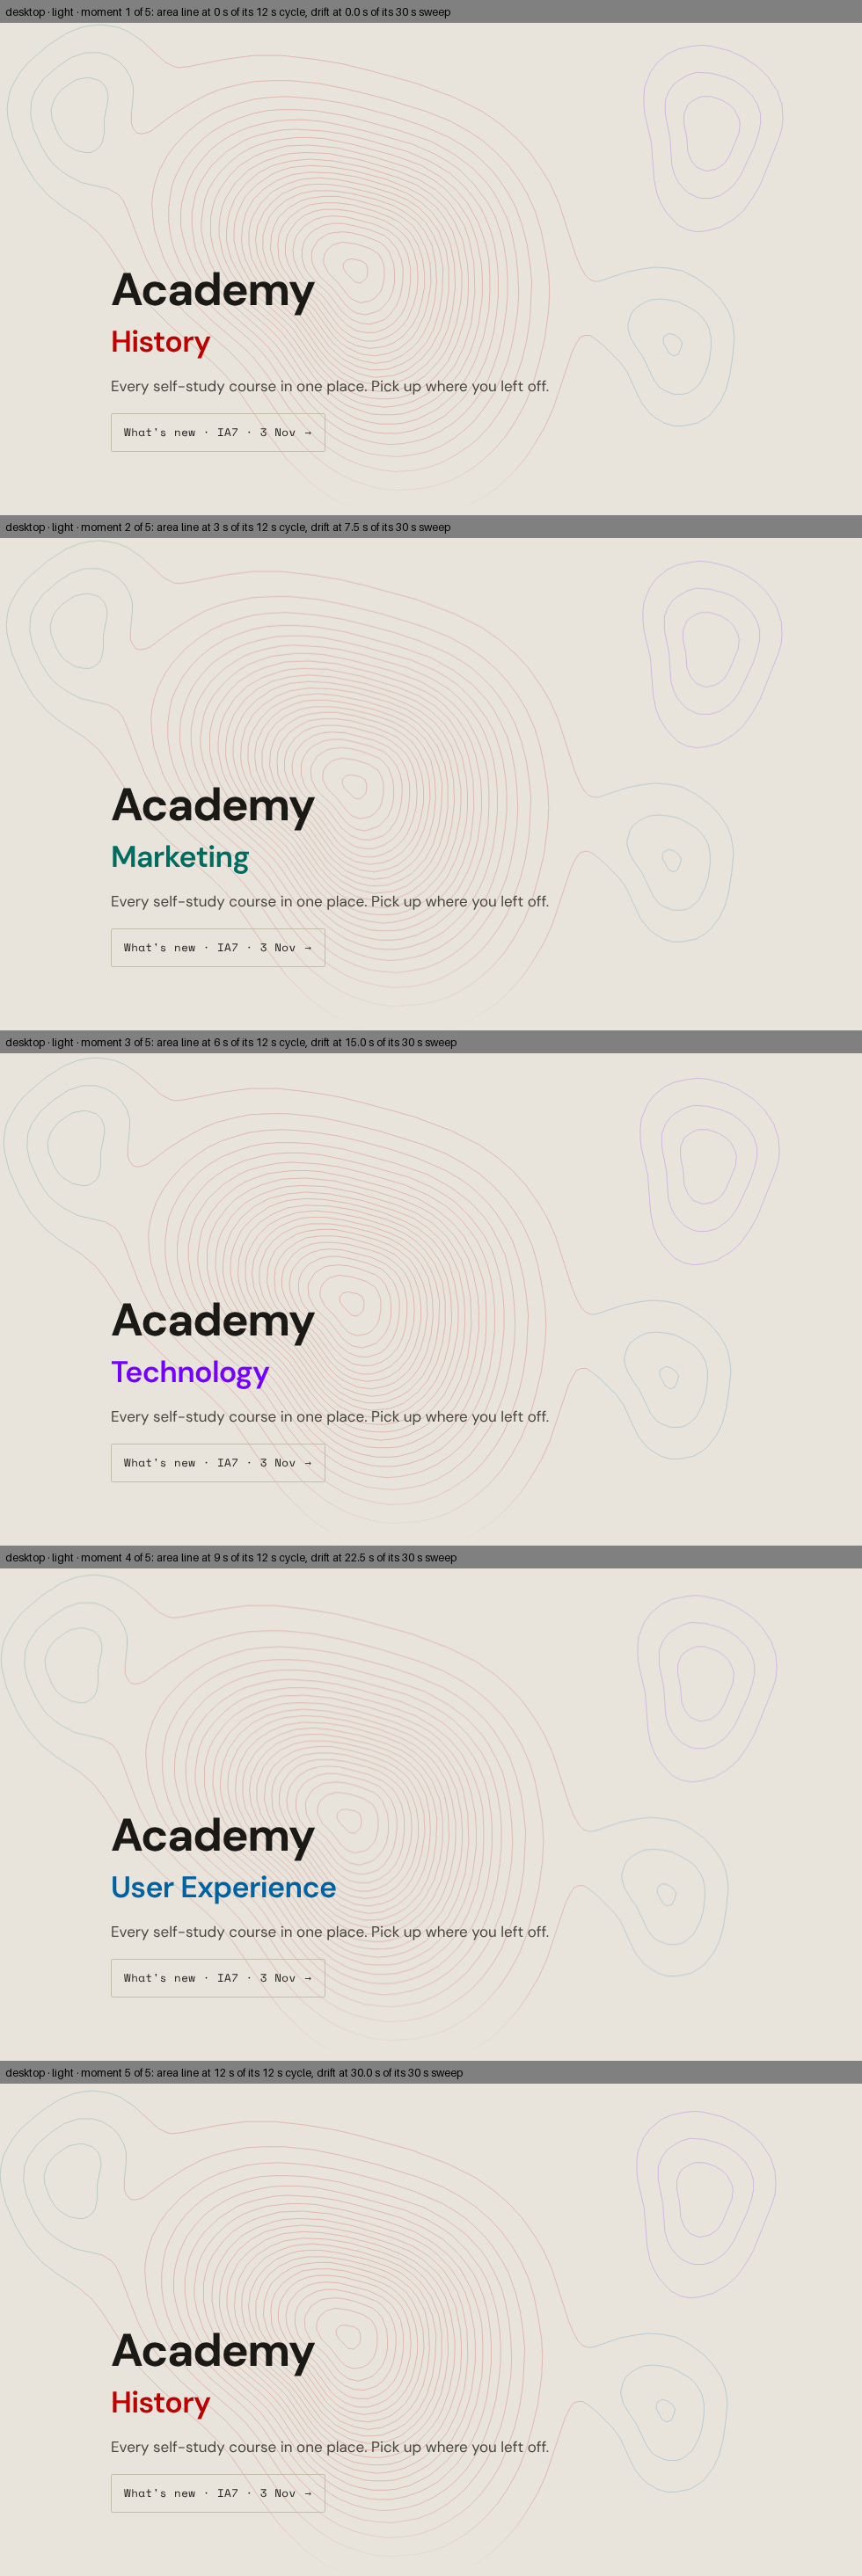 desktop · light · moment 1 of 5: area line at 0 s of its 12 s cycle, drift at 0.0 s of its 30 s sweep
Academy
History
Every self-study course in one place. Pick up where you left off.
What's new · IA7 · 3 Nov →
desktop · light · moment 2 of 5: area line at 3 s of its 12 s cycle, drift at 7.5 s of its 30 s sweep
Academy
Marketing
Every self-study course in one place. Pick up where you left off.
What's new · IA7 · 3 Nov →
desktop · light · moment 3 of 5: area line at 6 s of its 12 s cycle, drift at 15.0 s of its 30 s sweep
Academy
Technology
Every self-study course in one place. Pick up where you left off.
What's new · IA7 · 3 Nov →
desktop · light · moment 4 of 5: area line at 9 s of its 12 s cycle, drift at 22.5 s of its 30 s sweep
Academy
User Experience
Every self-study course in one place. Pick up where you left off.
What's new · IA7 · 3 Nov →
desktop · light · moment 5 of 5: area line at 12 s of its 12 s cycle, drift at 30.0 s of its 30 s sweep
Academy
History
Every self-study course in one place. Pick up where you left off.
What's new · IA7 · 3 Nov →